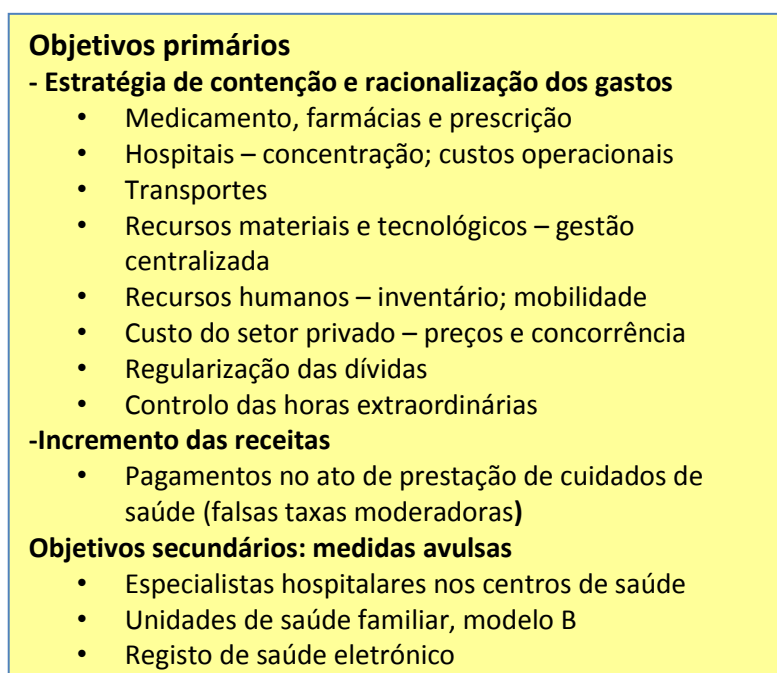 Objetivos primários
- Estratégia de contenção e racionalização dos gastos
• Medicamento, farmácias e prescrição
• Hospitais – concentração; custos operacionais
• Transportes
• Recursos materiais e tecnológicos – gestão
centralizada
• Recursos humanos – inventário; mobilidade
• Custo do setor privado – preços e concorrência
• Regularização das dívidas
• Controlo das horas extraordinárias
-Incremento das receitas
• Pagamentos no ato de prestação de cuidados de
saúde (falsas taxas moderadoras)
Objetivos secundários: medidas avulsas
• Especialistas hospitalares nos centros de saúde
• Unidades de saúde familiar, modelo B
• Registo de saúde eletrónico